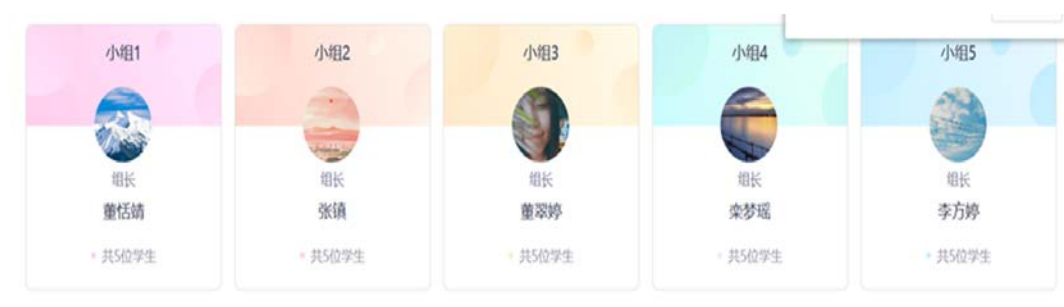 小组1
组长
董恬婧
共5位学生
小组2
组长
张镇
共5位学生
小组3
组长
董翠婷
共5位学生
小组4
组长
栾梦瑶
共5位学生
小组5
组长
李方婷
共5位学生